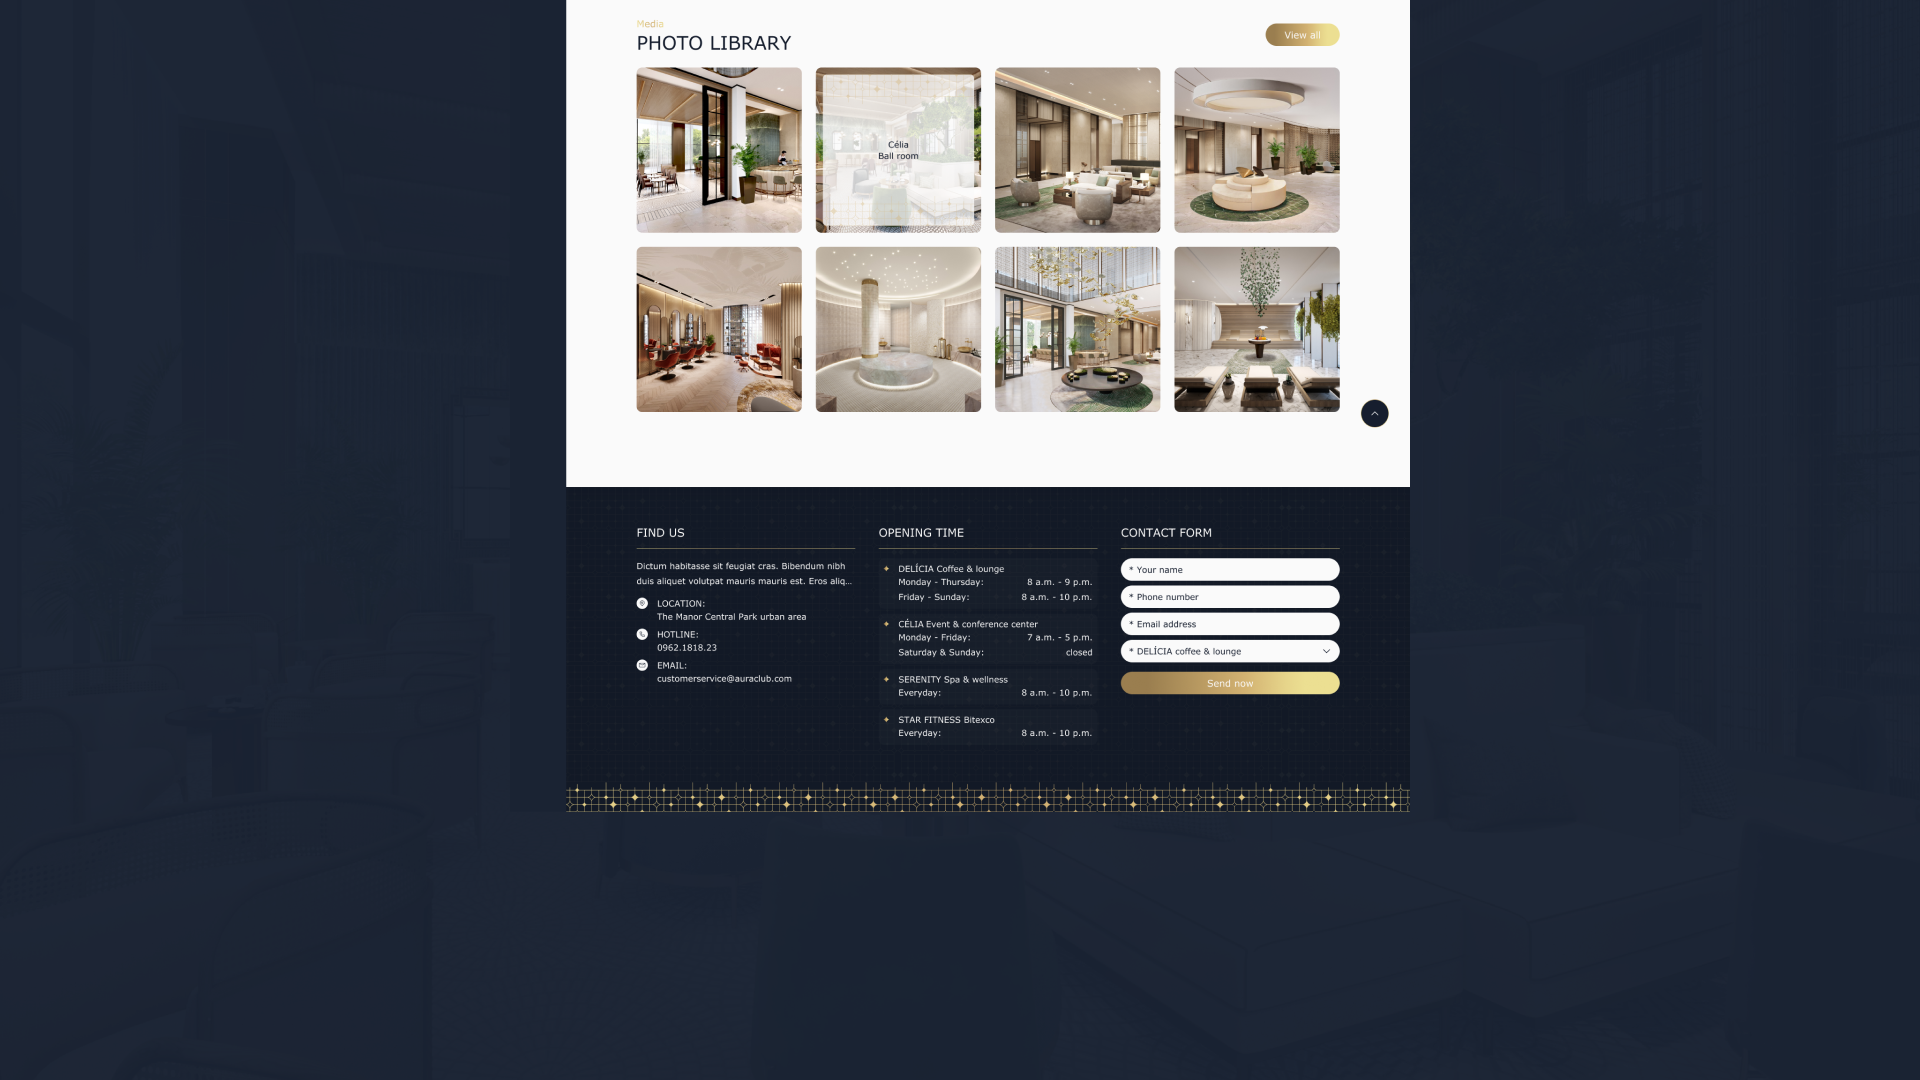 Media
PHOTO LIBRARY
View all
Célia
Ball room
FIND US
Dictum habitasse sit feugiat cras. Bibendum nibh
duis aliquet volutpat mauris mauris est. Eros aliq...
LOCATION:
The Manor Central Park urban area
HOTLINE:
0962.1818.23
EMAIL:
customerservice@auraclub.com
OPENING TIME
DELÍCIA Coffee & lounge
Monday - Thursday: 8 a.m. - 9 p.m.
Friday - Sunday: 8 a.m. - 10 p.m.
CÉLIA Event & conference center
Monday - Friday: 7 a.m. - 5 p.m.
Saturday & Sunday: closed
SERENITY Spa & wellness
Everyday: 8 a.m. - 10 p.m.
STAR FITNESS Bitexco
Everyday: 8 a.m. - 10 p.m.
CONTACT FORM
* Your name
* Phone number
* Email address
* DELÍCIA coffee & lounge
Send now